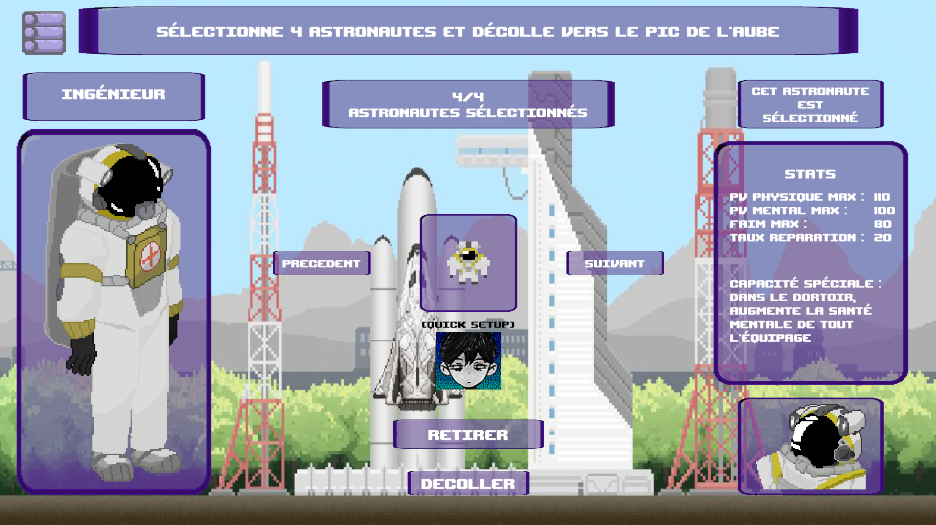 SÉLECTIONNE 4 ASTRONAUTES ET DÉCOLLE VERS LE PIC DE L'AUBE
INGÉNIEUR
4/4
ASTRONAUTES SÉLECTIONNÉS
CET ASTRONAUTE
EST
SÉLECTIONNÉ
STATS
PV PHYSIQUE MAX : 110
PV MENTAL MAX : 100
FAIM MAX : 80
TAUX REPARATION : 20
CAPACITÉ SPÉCIALE :
DANS LE DORTOIR,
AUGMENTE LA SANTÉ
MENTALE DE TOUT
L'ÉQUIPAGE
PRECEDENT
SUIVANT
(QUICK SETUP)
RETIRER
DECOLLER